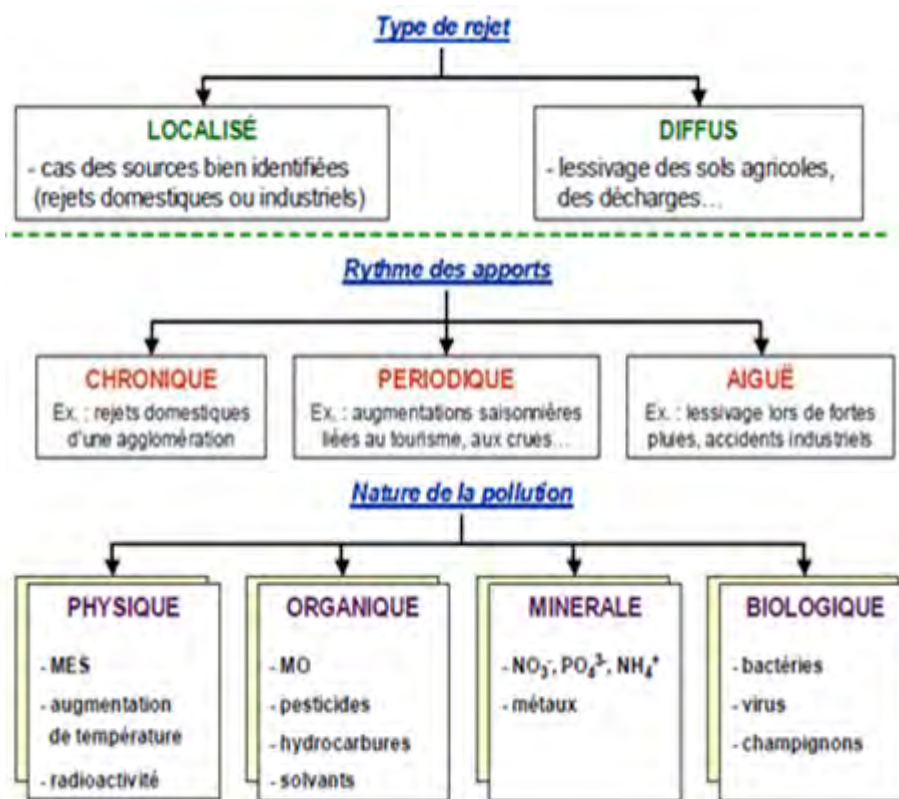 Type de rejet
LOCALISÉ
- cas des sources bien identifiées
(rejets domestiques ou industriels)
DIFFUS
- lessivage des sols agricoles,
des décharges…
Rythme des apports
CHRONIQUE
Ex. : rejets domestiques
d'une agglomération
PERIODIQUE
Ex. : augmentations saisonnières
liées au tourisme, aux crues…
AIGUË
Ex. : lessivage lors de fortes
pluies, accidents industriels
Nature de la pollution
PHYSIQUE
- MES
- augmentation
de température
- radioactivité
ORGANIQUE
- MO
- pesticides
- hydrocarbures
- solvants
MINERALE
- NO₃⁻, PO₄³⁻, NH₄⁺
- métaux
BIOLOGIQUE
- bactéries
- virus
- champignons